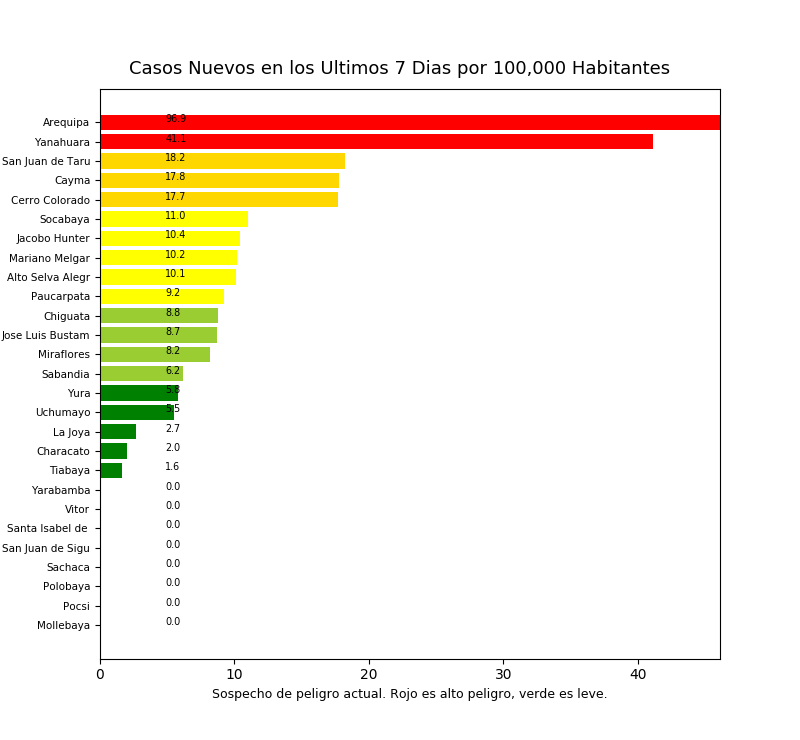 Casos Nuevos en los Ultimos 7 Dias por 100,000 Habitantes
Arequipa 96.9
Yanahuara 41.1
San Juan de Taru 18.2
Cayma 17.8
Cerro Colorado 17.7
Socabaya 11.0
Jacobo Hunter 10.4
Mariano Melgar 10.2
Alto Selva Alegr 10.1
Paucarpata 9.2
Chiguata 8.8
Jose Luis Bustam 8.7
Miraflores 8.2
Sabandia 6.2
Yura 5.8
Uchumayo 5.5
La Joya 2.7
Characato 2.0
Tiabaya 1.6
Yarabamba 0.0
Vitor 0.0
Santa Isabel de 0.0
San Juan de Sigu 0.0
Sachaca 0.0
Polobaya 0.0
Pocsi 0.0
Mollebaya 0.0
0 10 20 30 40
Sospecho de peligro actual. Rojo es alto peligro, verde es leve.